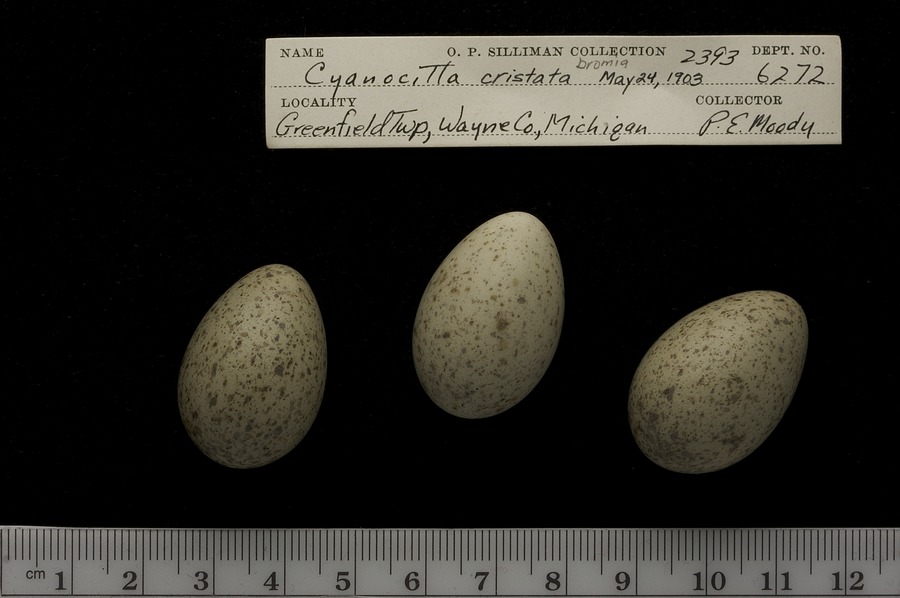 NAME O. P. SILLIMAN COLLECTION 2393 DEPT. NO.
bromia
Cyanocitta cristata May 24, 1903 6272
LOCALITY COLLECTOR
Greenfield Twp, Wayne Co., Michigan P. E. Moody
cm 1 2 3 4 5 6 7 8 9 10 11 12